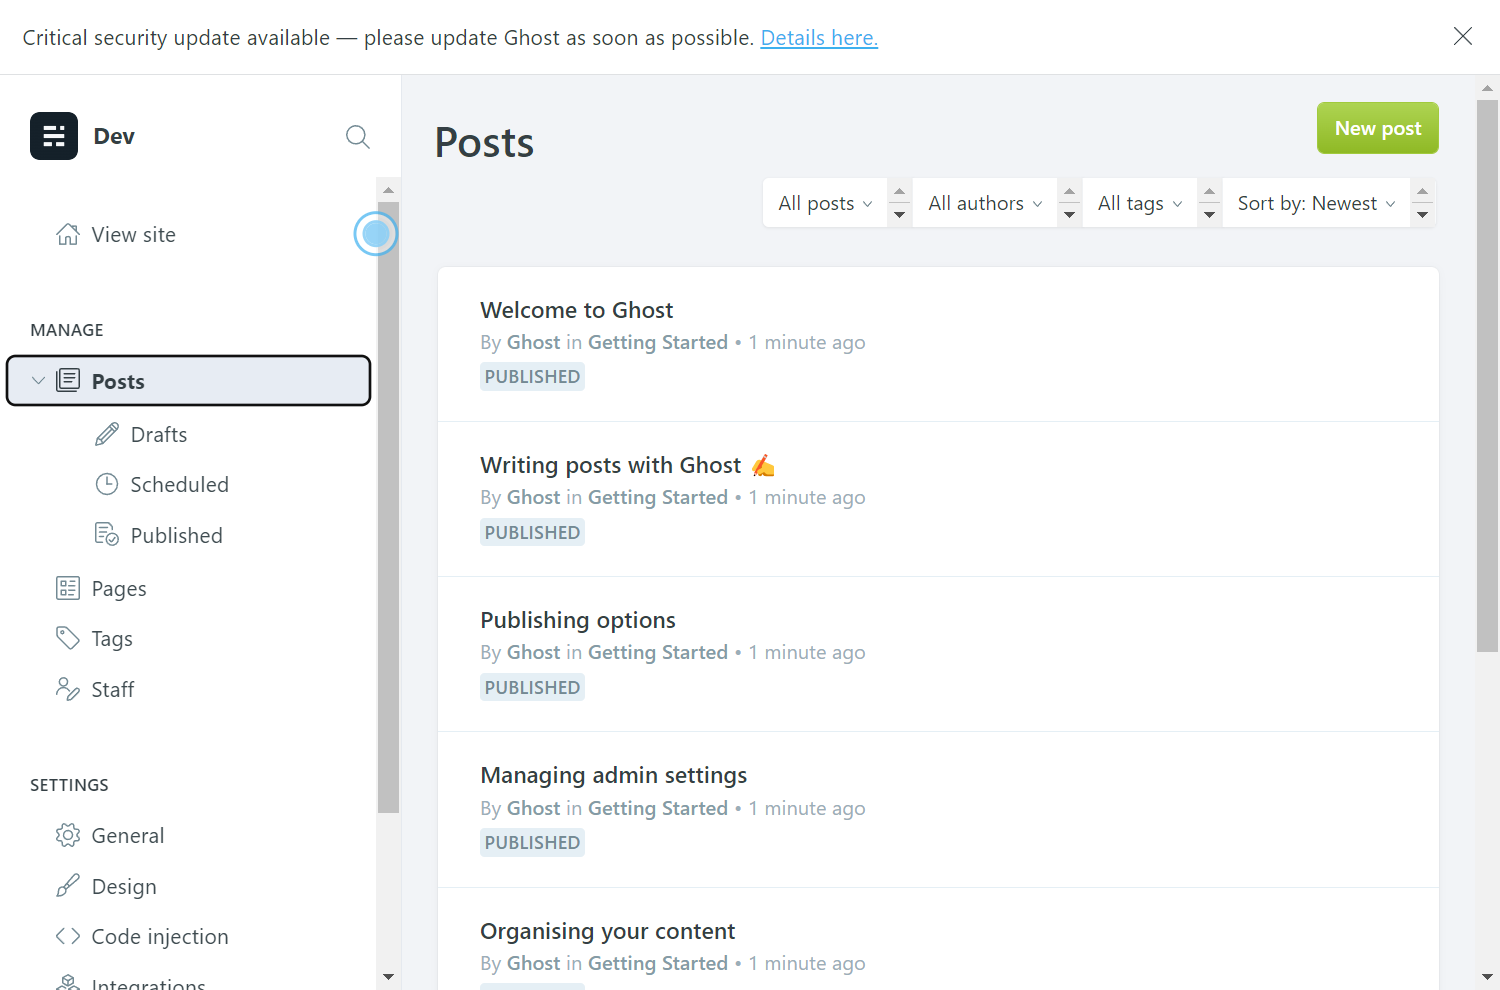 Critical security update available — please update Ghost as soon as possible. Details here.
Dev
View site
MANAGE
Posts
Drafts
Scheduled
Published
Pages
Tags
Staff
SETTINGS
General
Design
Code injection
Integrations
Posts
New post
All posts
All authors
All tags
Sort by: Newest
Welcome to Ghost
By Ghost in Getting Started • 1 minute ago
PUBLISHED
Writing posts with Ghost ✍️
By Ghost in Getting Started • 1 minute ago
PUBLISHED
Publishing options
By Ghost in Getting Started • 1 minute ago
PUBLISHED
Managing admin settings
By Ghost in Getting Started • 1 minute ago
PUBLISHED
Organising your content
By Ghost in Getting Started • 1 minute ago